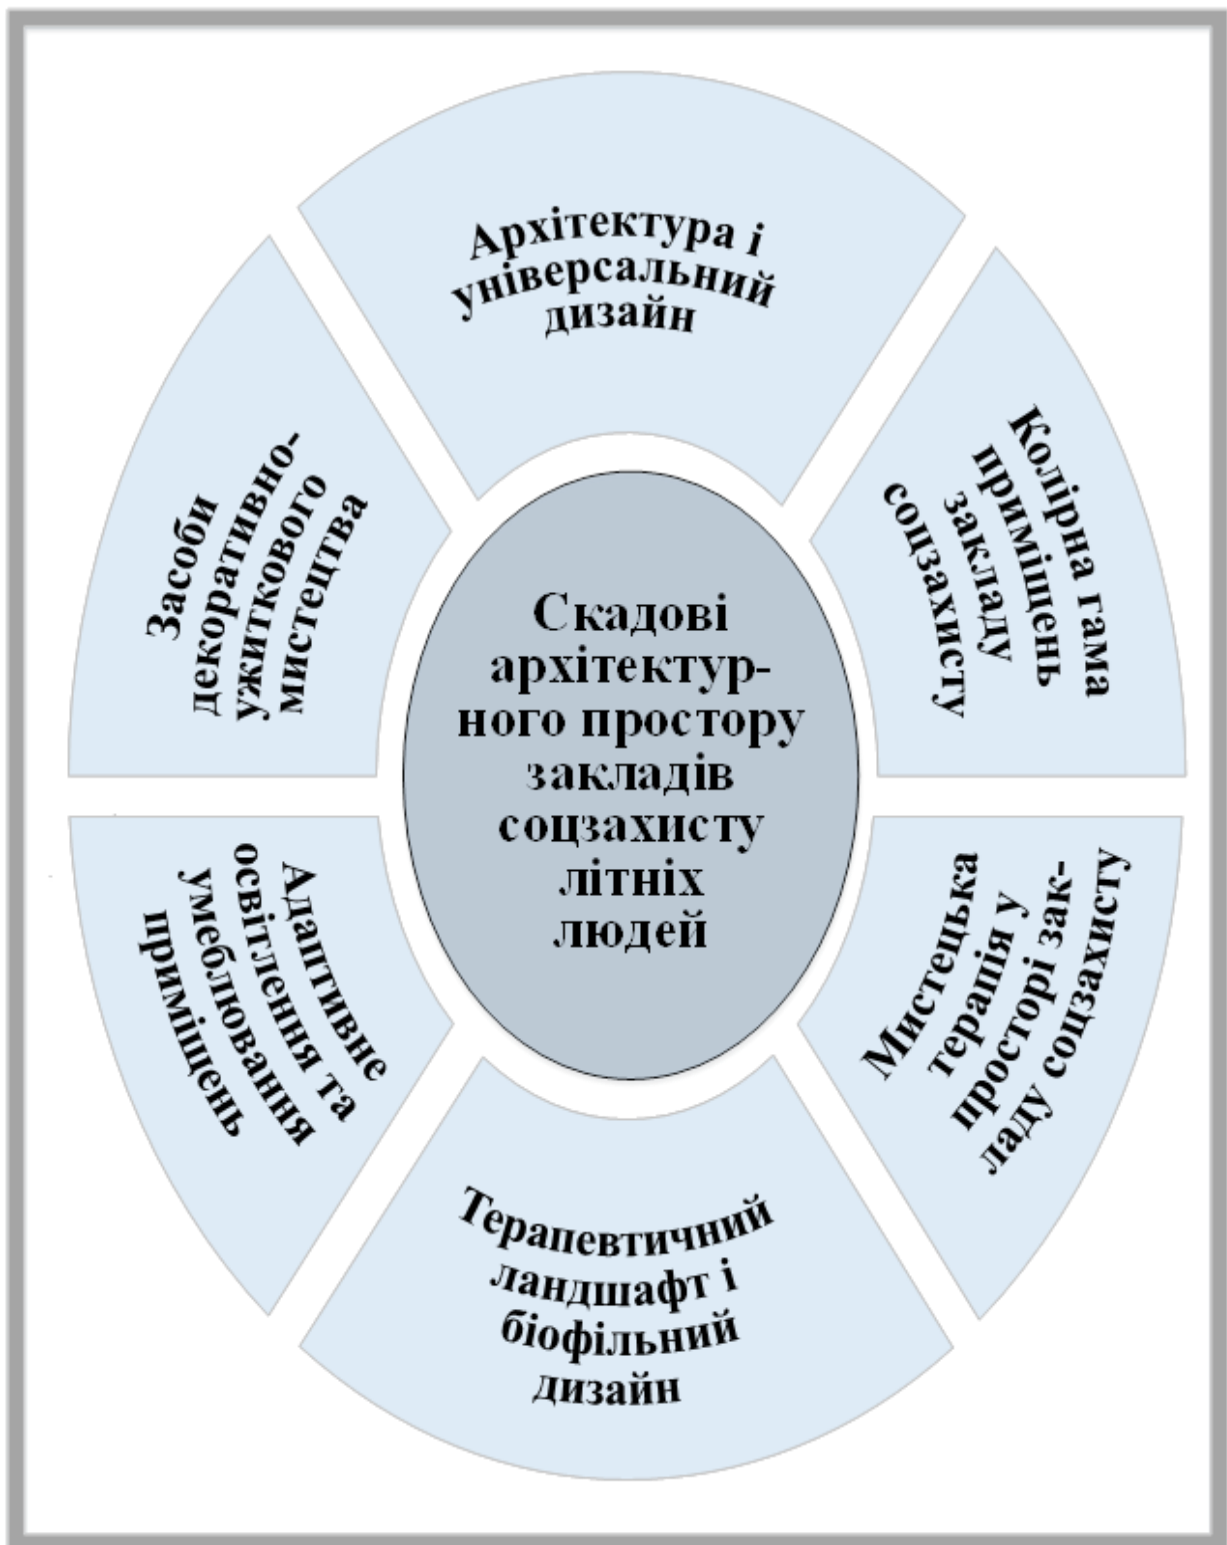 Архітектура і
універсальний
дизайн
Колірна гама
приміщень
закладу
соцзахисту
Мистецька
терапія у
просторі зак-
ладу соцзахисту
Терапевтичний
ландшафт і
біофільний
дизайн
Адаптивне
освітлення та
умеблювання
приміщень
Засоби
декоративно-
ужиткового
мистецтва
Скадові
архітектур-
ного простору
закладів
соцзахисту
літніх
людей